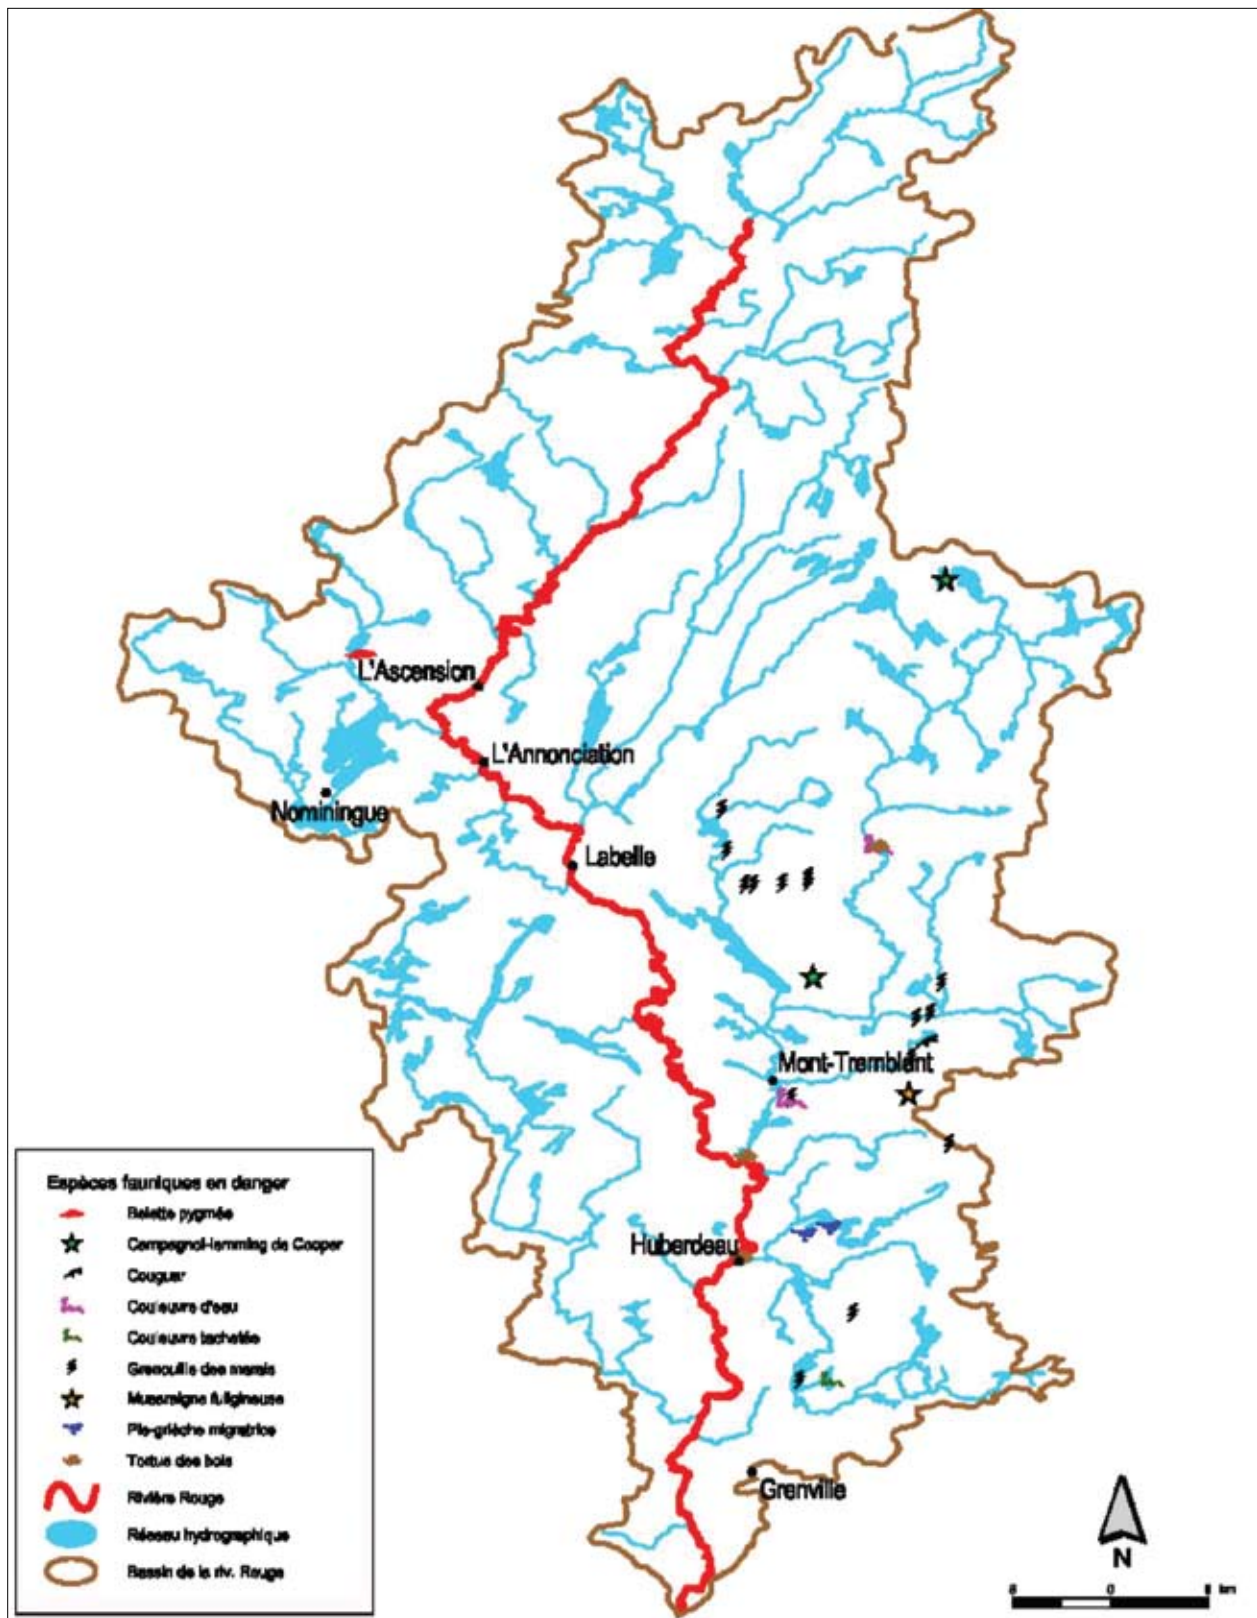 L'Ascension
L'Annonciation
Nominingue
Labelle
Mont-Tremblant
Huberdeau
Grenville
Espèces fauniques en danger
Belette pygmée
Campagnol-lemming de Cooper
Couguar
Couleuvre d'eau
Couleuvre tachetée
Grenouille des marais
Musaraigne fuligineuse
Pie-grièche migratrice
Tortue des bois
Rivière Rouge
Réseau hydrographique
Bassin de la riv. Rouge
N
0
km